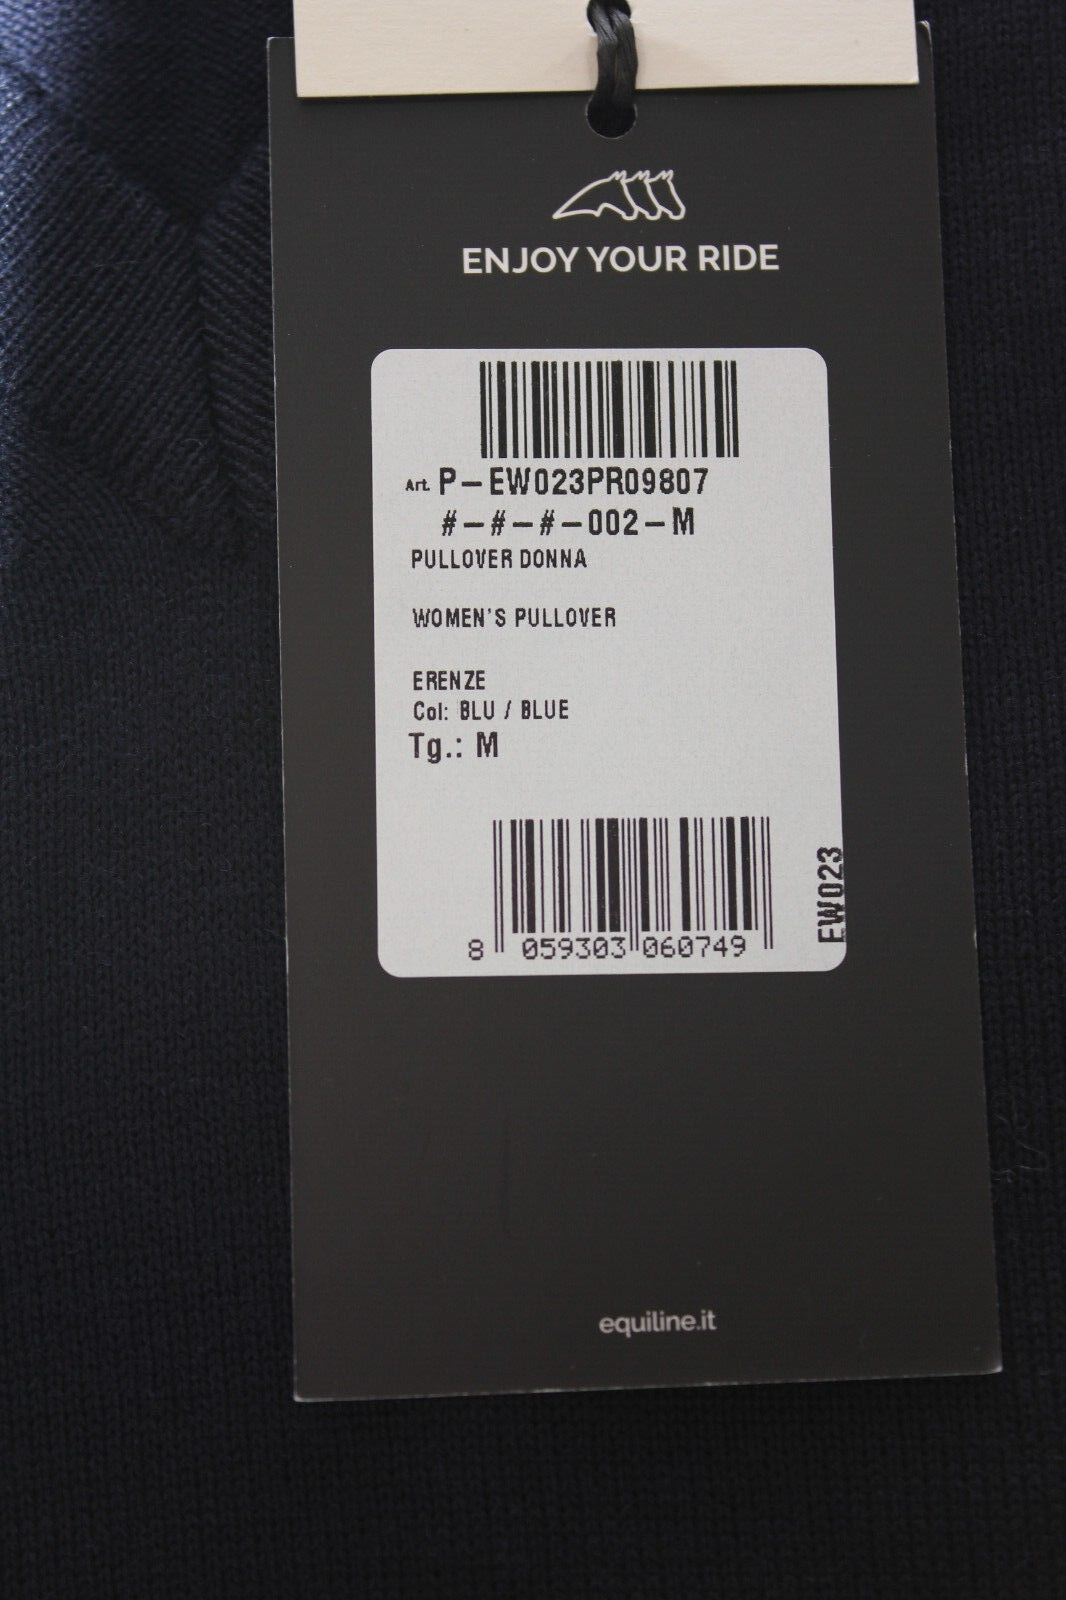 ENJOY YOUR RIDE
Art. P-EW023PR09807
#-#-#-002-M
PULLOVER DONNA
WOMEN'S PULLOVER
ERENZE
Col: BLU / BLUE
Tg.: M
EW023
8 059303 060749
equiline.it